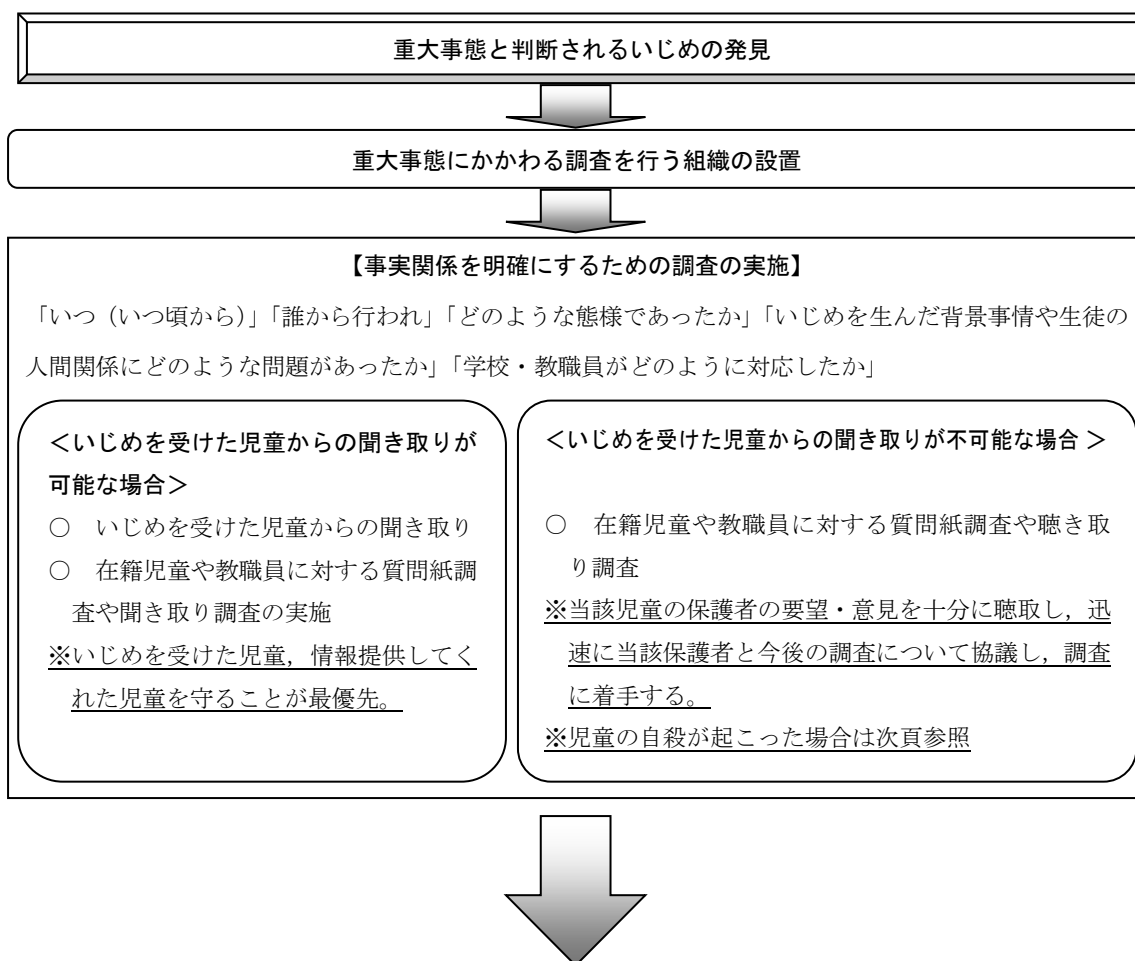 重大事態と判断されるいじめの発見
重大事態にかかわる調査を行う組織の設置
【事実関係を明確にするための調査の実施】
「いつ（いつ頃から）」「誰から行われ」「どのような態様であったか」「いじめを生んだ背景事情や生徒の
人間関係にどのような問題があったか」「学校・教職員がどのように対応したか」
＜いじめを受けた児童からの聞き取りが
可能な場合＞
○　いじめを受けた児童からの聞き取り
○　在籍児童や教職員に対する質問紙調
査や聞き取り調査の実施
※いじめを受けた児童，情報提供してく
れた児童を守ることが最優先。
＜いじめを受けた児童からの聞き取りが不可能な場合 ＞
○　在籍児童や教職員に対する質問紙調査や聴き取
り調査
※当該児童の保護者の要望・意見を十分に聴取し，迅
速に当該保護者と今後の調査について協議し，調査
に着手する。
※児童の自殺が起こった場合は次頁参照